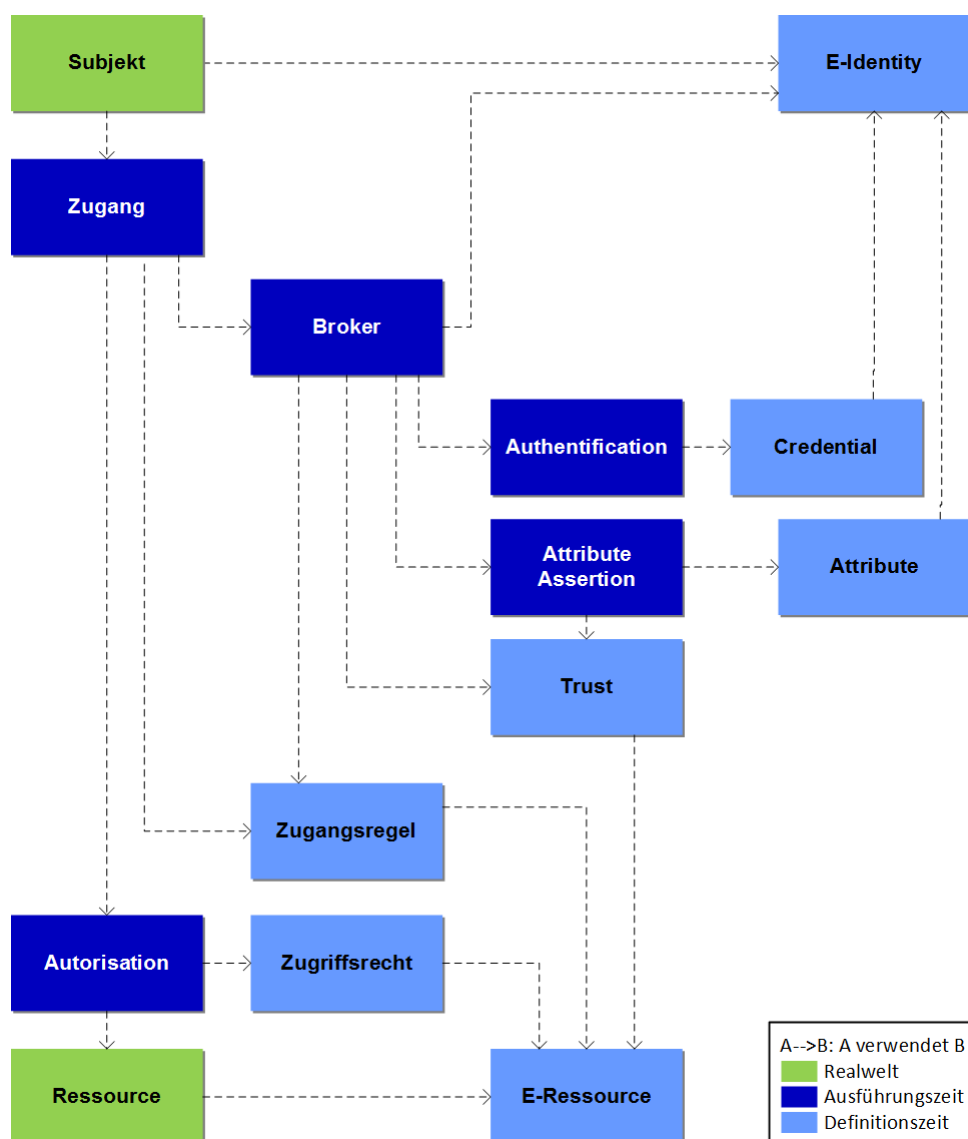 Subjekt
E-Identity
Zugang
Broker
Authentification
Credential
Attribute
Assertion
Attribute
Trust
Zugangsregel
Autorisation
Zugriffsrecht
Ressource
E-Ressource
A-->B: A verwendet B
Realwelt
Ausführungszeit
Definitionszeit